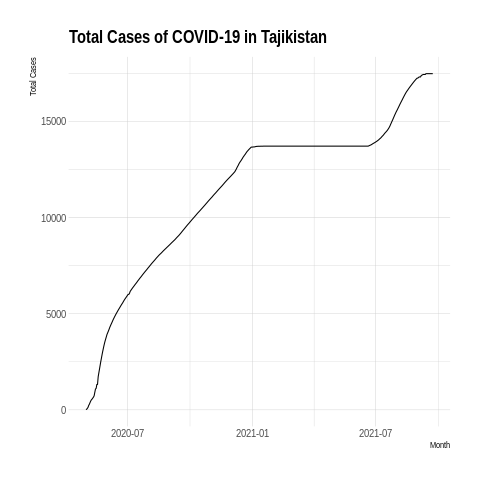 Total Cases of COVID-19 in Tajikistan
Total Cases
15000
10000
5000
0
2020-07
2021-01
2021-07
Month